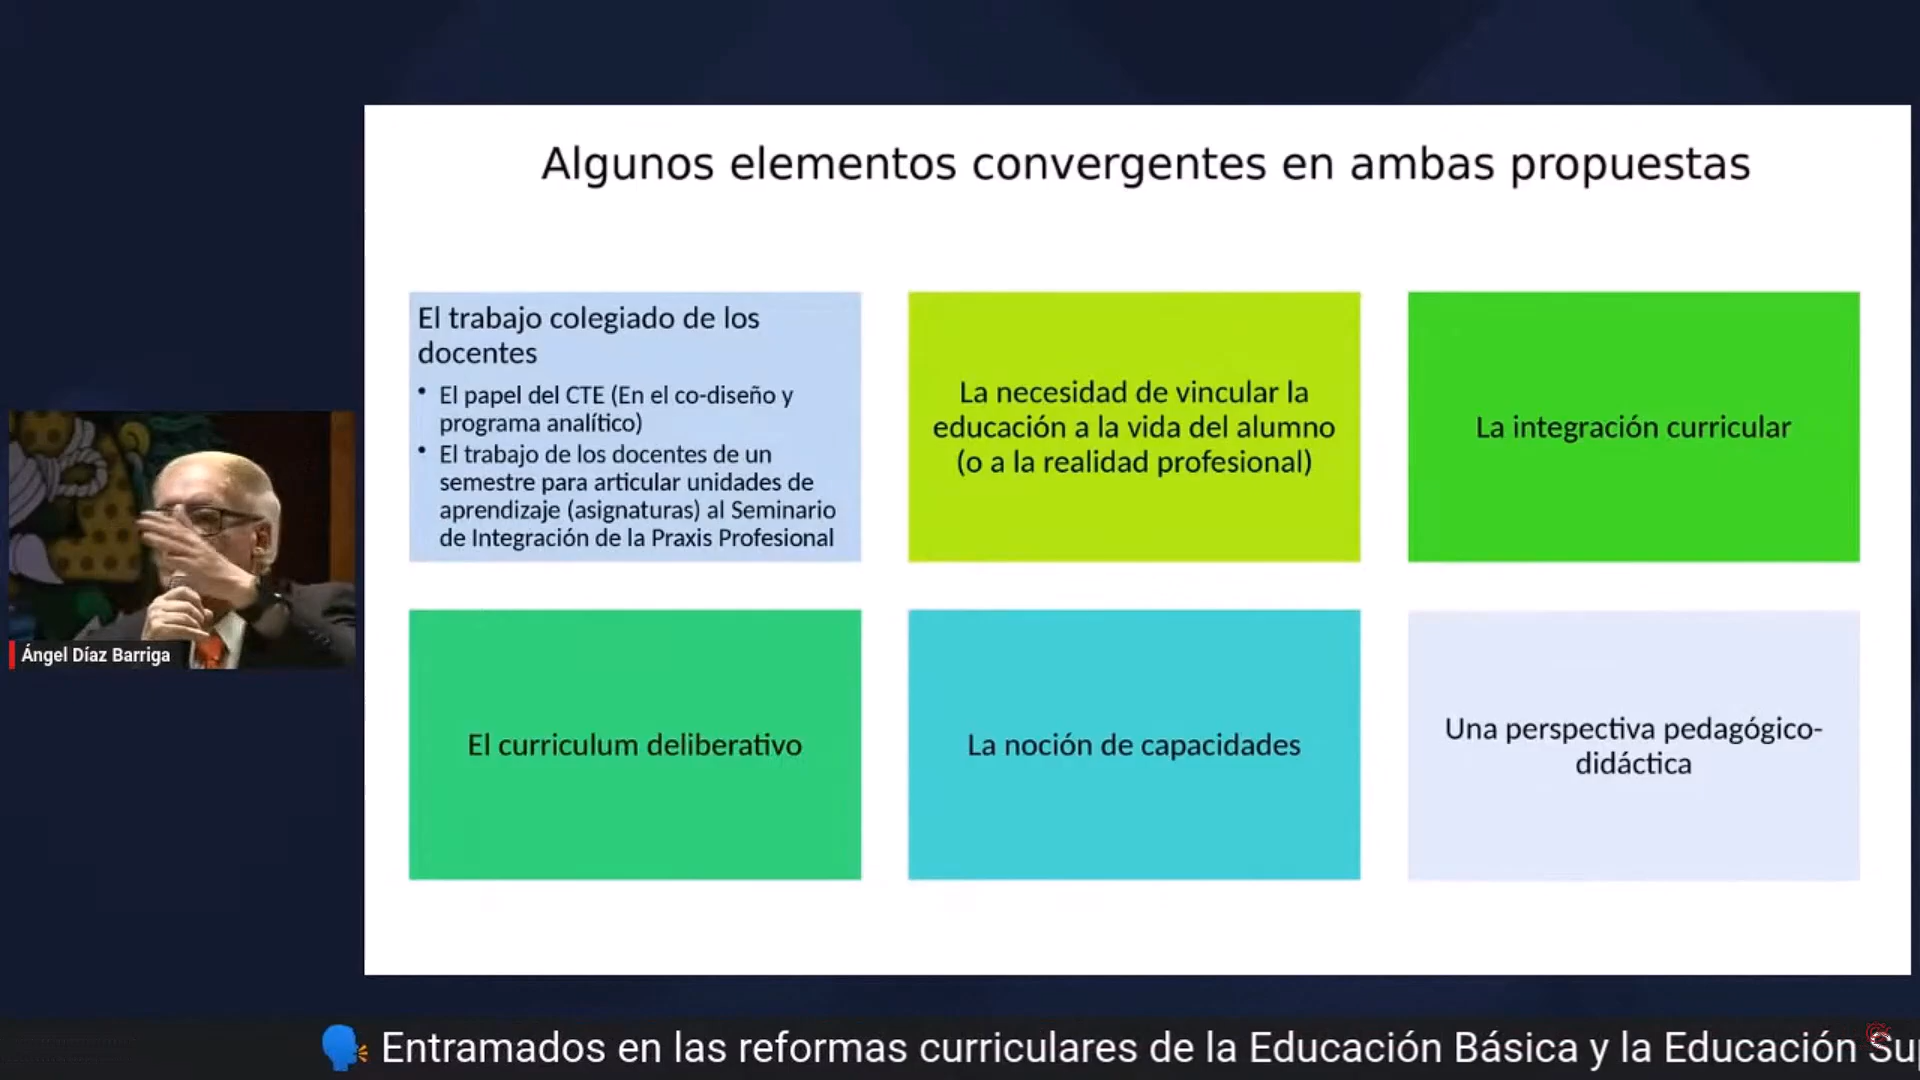 Algunos elementos convergentes en ambas propuestas
El trabajo colegiado de los
docentes
• El papel del CTE (En el co-diseño y
programa analítico)
• El trabajo de los docentes de un
semestre para articular unidades de
aprendizaje (asignaturas) al Seminario
de Integración de la Praxis Profesional
La necesidad de vincular la
educación a la vida del alumno
(o a la realidad profesional)
La integración curricular
El curriculum deliberativo
La noción de capacidades
Una perspectiva pedagógico-
didáctica
Ángel Díaz Barriga
Entramados en las reformas curriculares de la Educación Básica y la Educación Su